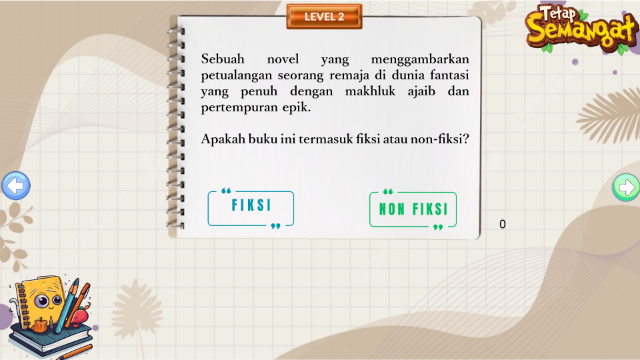 LEVEL 2
Tetap
Semangat
Sebuah novel yang menggambarkan
petualangan seorang remaja di dunia fantasi
yang penuh dengan makhluk ajaib dan
pertempuran epik.
Apakah buku ini termasuk fiksi atau non-fiksi?
FIKSI
NON FIKSI
0